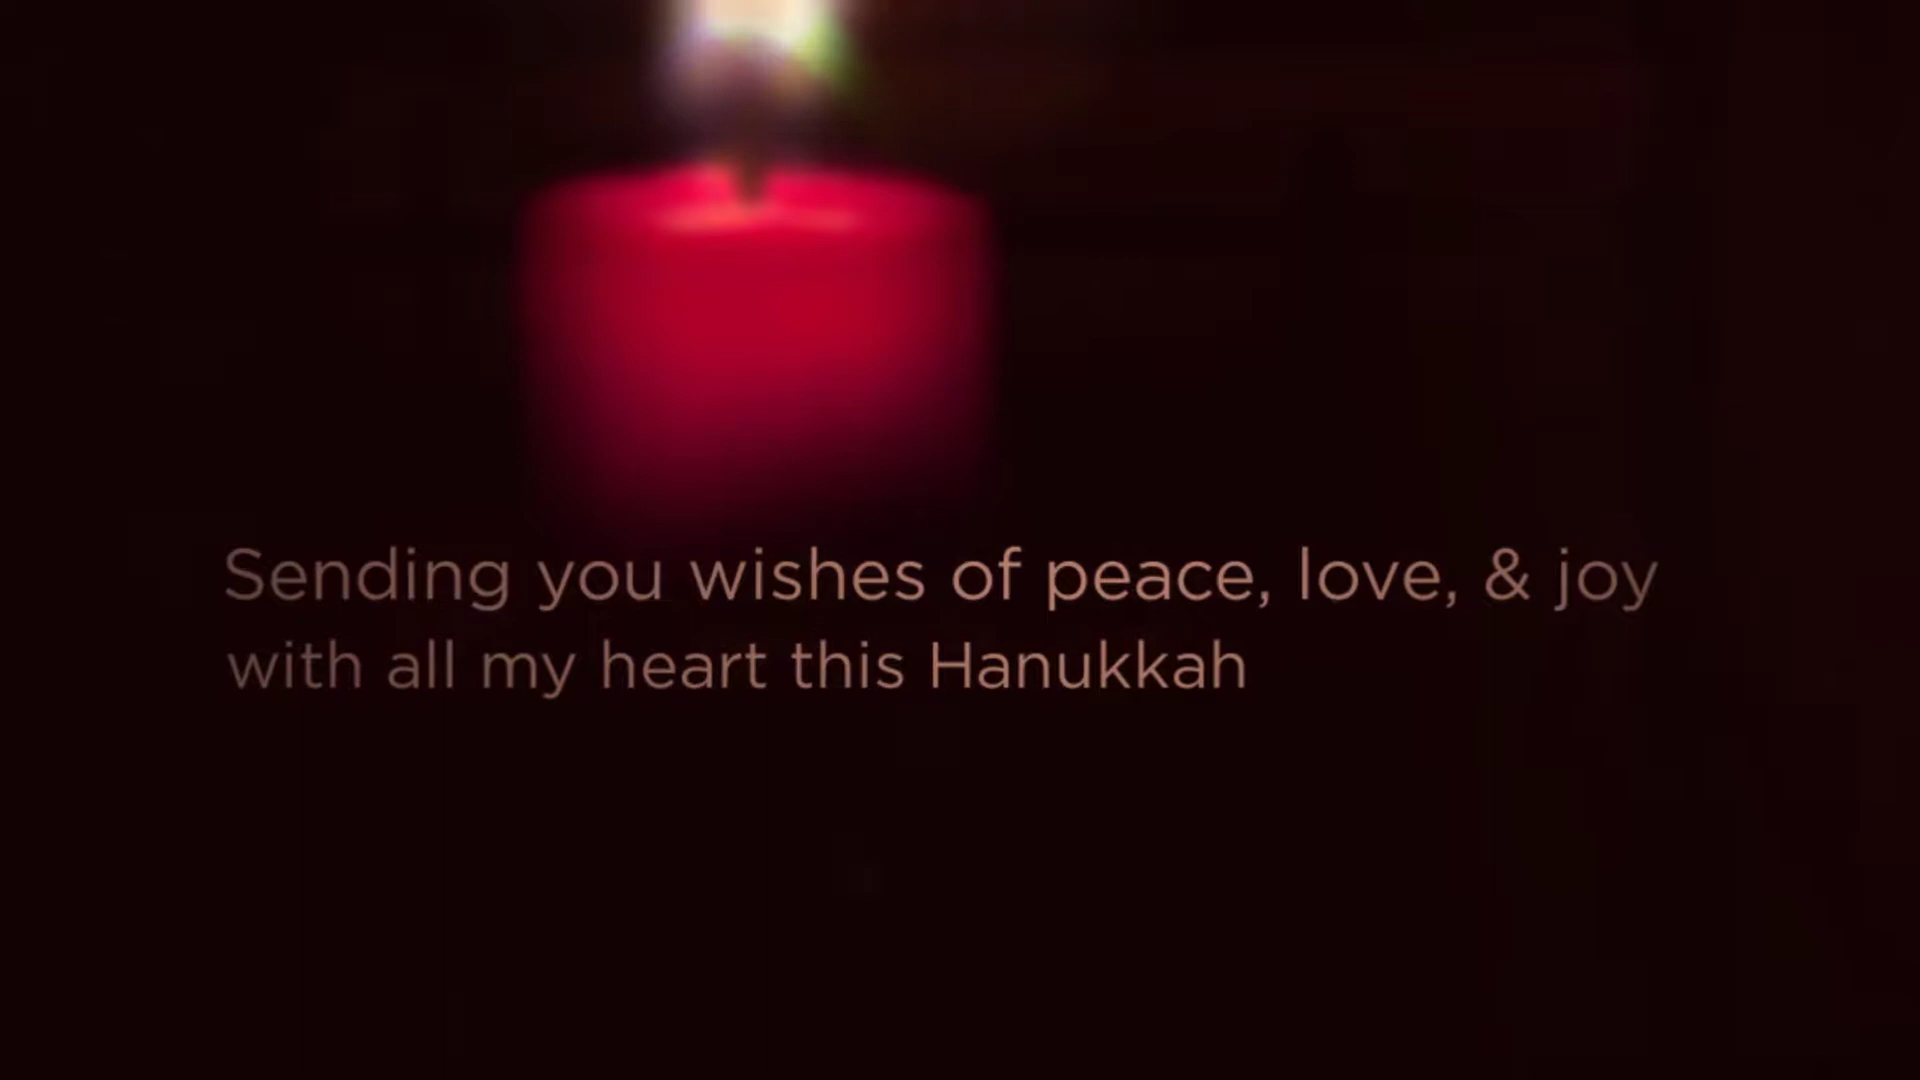 Sending you wishes of peace, love, & joy
with all my heart this Hanukkah